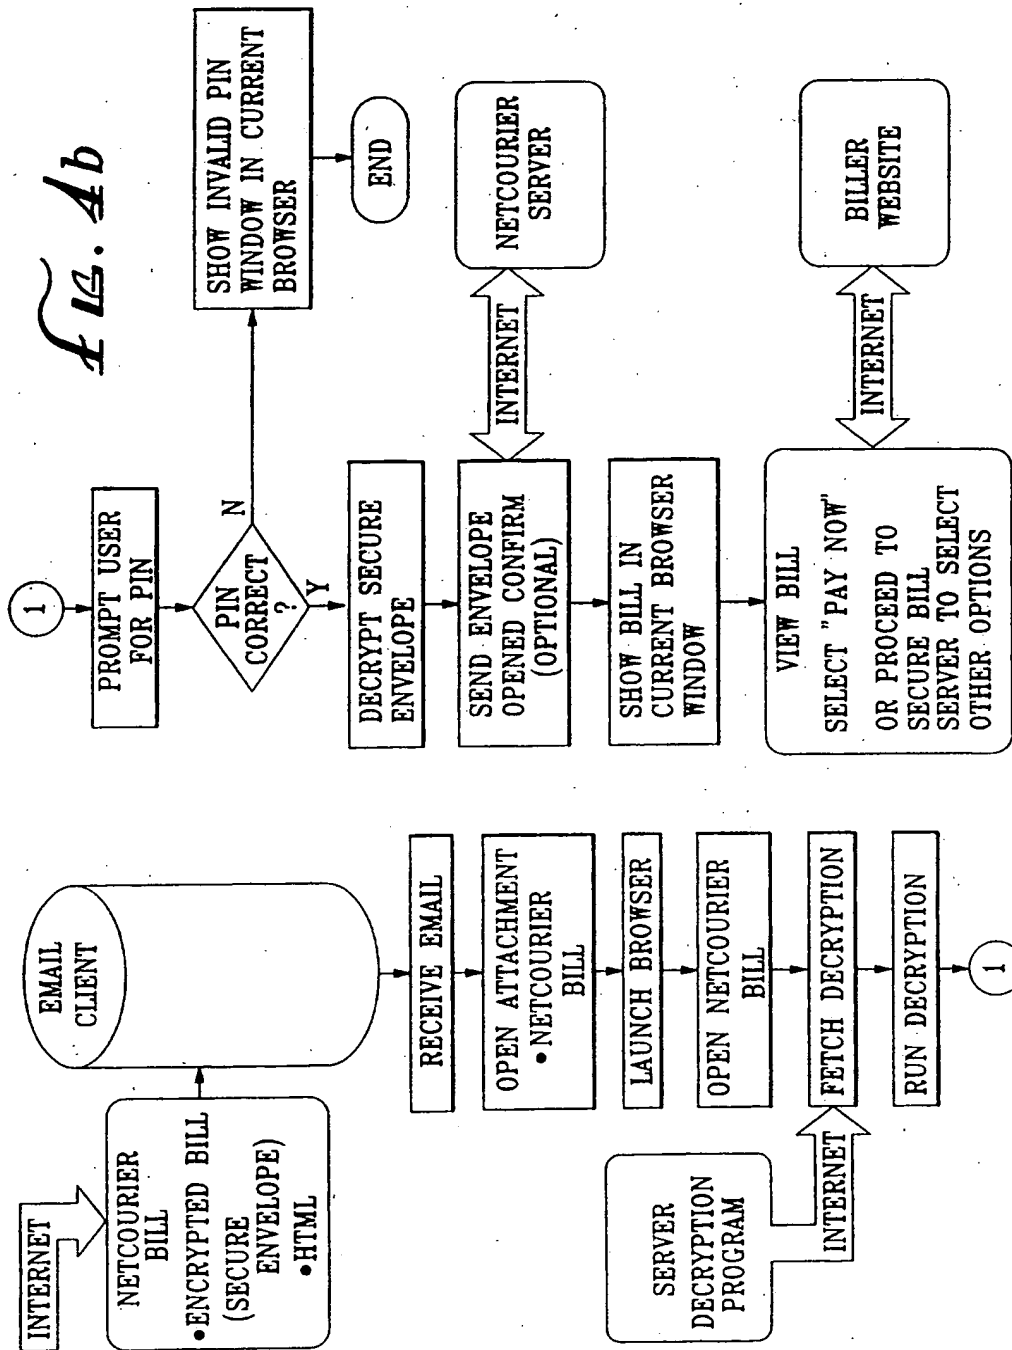 Fig. 4b
INTERNET
NETCOURIER
BILL
•ENCRYPTED BILL
(SECURE
ENVELOPE)
•HTML
EMAIL
CLIENT
RECEIVE EMAIL
OPEN ATTACHMENT
•NETCOURIER
BILL
LAUNCH BROWSER
OPEN NETCOURIER
BILL
SERVER
DECRYPTION
PROGRAM
INTERNET
FETCH DECRYPTION
RUN DECRYPTION
1
1
PROMPT USER
FOR PIN
PIN
CORRECT
?
N
Y
SHOW INVALID PIN
WINDOW IN CURRENT
BROWSER
END
DECRYPT SECURE
ENVELOPE
SEND ENVELOPE
OPENED CONFIRM
(OPTIONAL)
INTERNET
NETCOURIER
SERVER
SHOW BILL IN
CURRENT BROWSER
WINDOW
VIEW BILL
SELECT "PAY NOW"
OR PROCEED TO
SECURE BILL
SERVER TO SELECT
OTHER OPTIONS
INTERNET
BILLER
WEBSITE